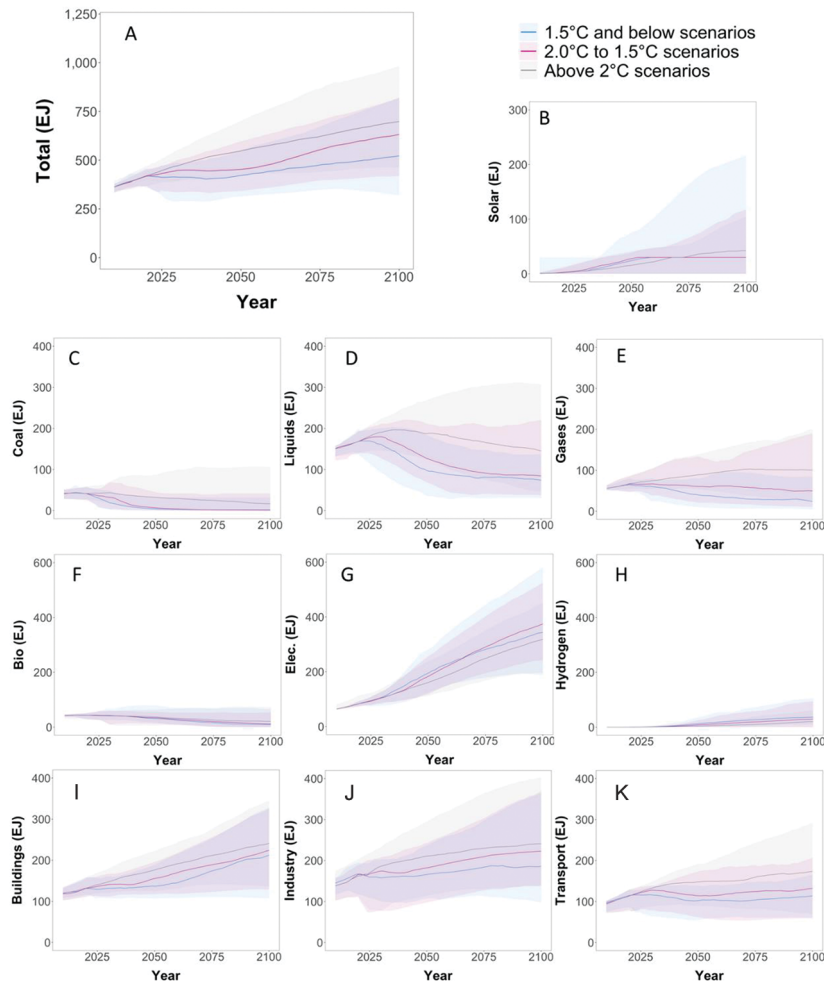 A
1,250
1,000
750
500
250
0
Total (EJ)
2025
2050
2075
2100
Year
1.5°C and below scenarios
2.0°C to 1.5°C scenarios
Above 2°C scenarios
B
300
200
100
0
Solar (EJ)
2025
2050
2075
2100
Year
C
400
300
200
100
0
Coal (EJ)
2025
2050
2075
2100
Year
D
400
300
200
100
0
Liquids (EJ)
2025
2050
2075
2100
Year
E
400
300
200
100
0
Gases (EJ)
2025
2050
2075
2100
Year
F
600
400
200
0
Bio (EJ)
2025
2050
2075
2100
Year
G
600
400
200
0
Elec. (EJ)
2025
2050
2075
2100
Year
H
600
400
200
0
Hydrogen (EJ)
2025
2050
2075
2100
Year
I
400
300
200
100
0
Buildings (EJ)
2025
2050
2075
2100
Year
J
400
300
200
100
0
Industry (EJ)
2025
2050
2075
2100
Year
K
400
300
200
100
0
Transport (EJ)
2025
2050
2075
2100
Year